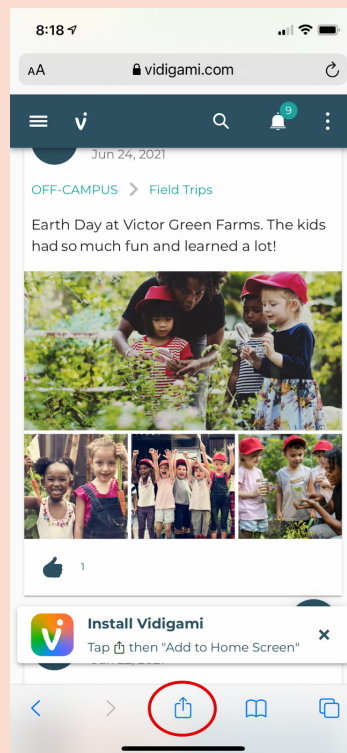 8:18
AA vidigami.com
9
Jun 24, 2021
OFF-CAMPUS Field Trips
Earth Day at Victor Green Farms. The kids
had so much fun and learned a lot!
1
Install Vidigami
Tap then "Add to Home Screen"